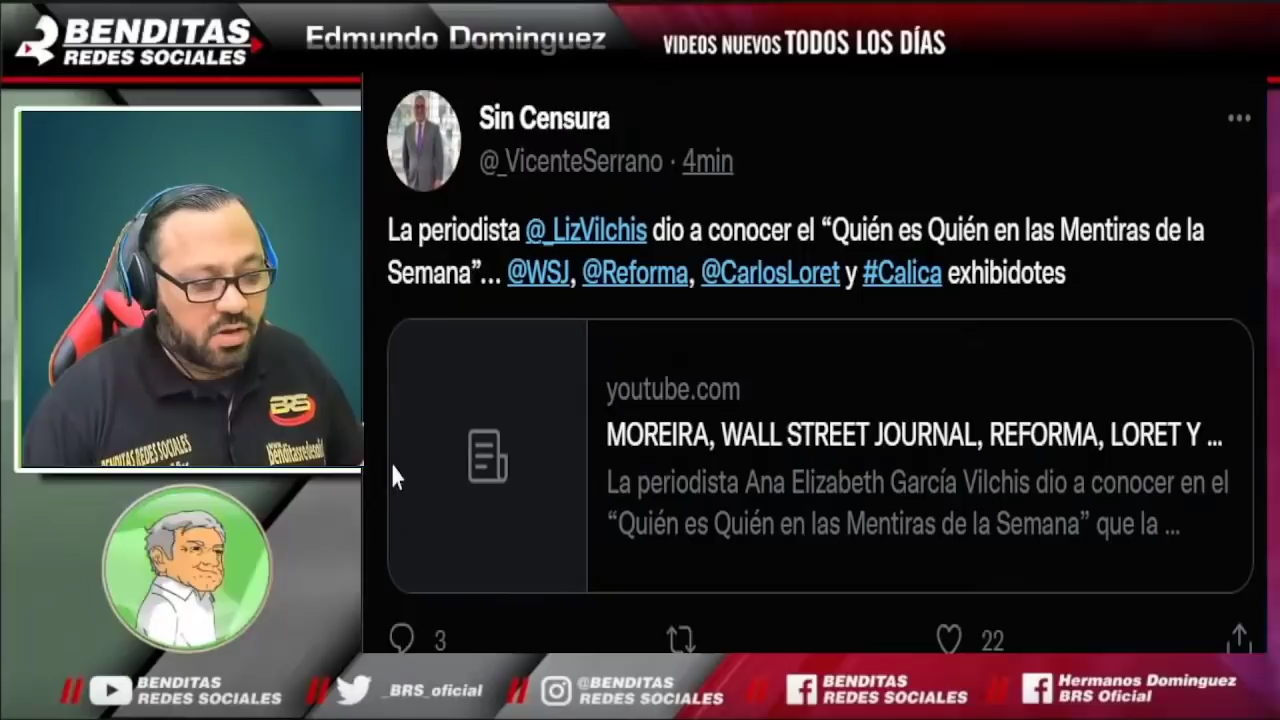 BENDITAS
REDES SOCIALES
Edmundo Dominguez
VIDEOS NUEVOS TODOS LOS DÍAS
Sin Censura
@_VicenteSerrano · 4min
La periodista @_LizVilchis dio a conocer el “Quién es Quién en las Mentiras de la
Semana”... @WSJ, @Reforma, @CarlosLoret y #Calica exhibidotes
youtube.com
MOREIRA, WALL STREET JOURNAL, REFORMA, LORET Y ...
La periodista Ana Elizabeth García Vilchis dio a conocer en el
“Quién es Quién en las Mentiras de la Semana” que la ...
3
22
BRS
BENDITAS REDES SOCIALES
BENDITAS
REDES SOCIALES
_BRS_oficial
@BENDITAS
REDES SOCIALES
BENDITAS
REDES SOCIALES
Hermanos Dominguez
BRS Oficial